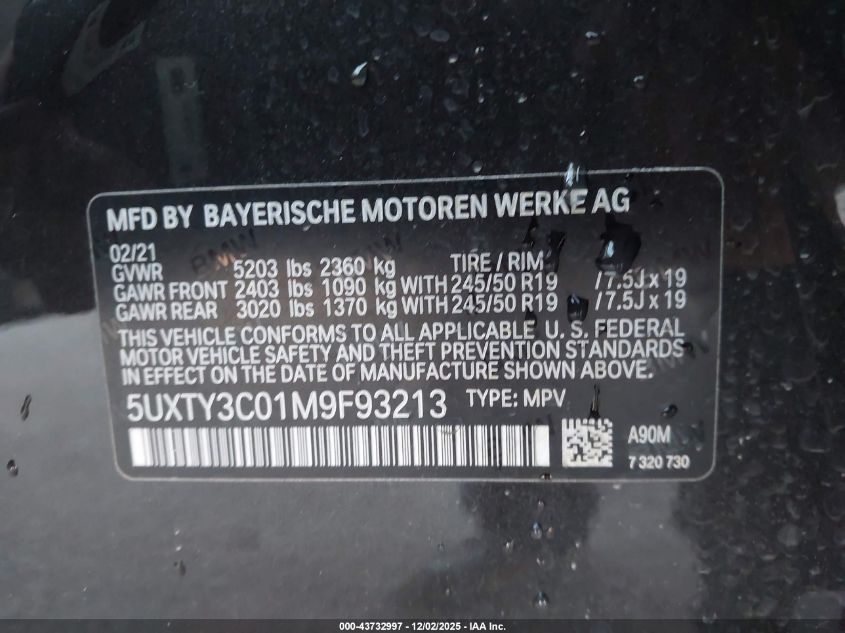 MFD BY BAYERISCHE MOTOREN WERKE AG
02/21
GVWR 5203 lbs 2360 kg TIRE / RIM
GAWR FRONT 2403 lbs 1090 kg WITH 245/50 R19 / 7.5J x 19
GAWR REAR 3020 lbs 1370 kg WITH 245/50 R19 / 7.5J x 19
THIS VEHICLE CONFORMS TO ALL APPLICABLE U. S. FEDERAL
MOTOR VEHICLE SAFETY AND THEFT PREVENTION STANDARDS
IN EFFECT ON THE DATE OF MANUFACTURE SHOWN ABOVE.
5UXTY3C01M9F93213 TYPE: MPV
A90M
7 320 730
000-43732997 - 12/02/2025 - IAA Inc.